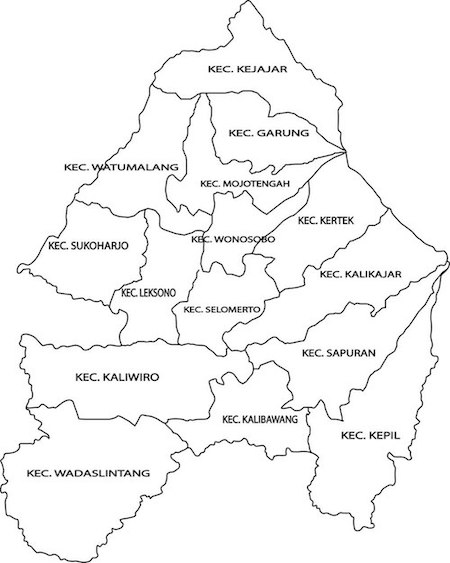 KEC. KEJAJAR
KEC. GARUNG
KEC. WATUMALANG
KEC. MOJOTENGAH
KEC. KERTEK
KEC. WONOSOBO
KEC. SUKOHARJO
KEC. KALIKAJAR
KEC. LEKSONO
KEC. SELOMERTO
KEC. SAPURAN
KEC. KALIWIRO
KEC. KALIBAWANG
KEC. KEPIL
KEC. WADASLINTANG